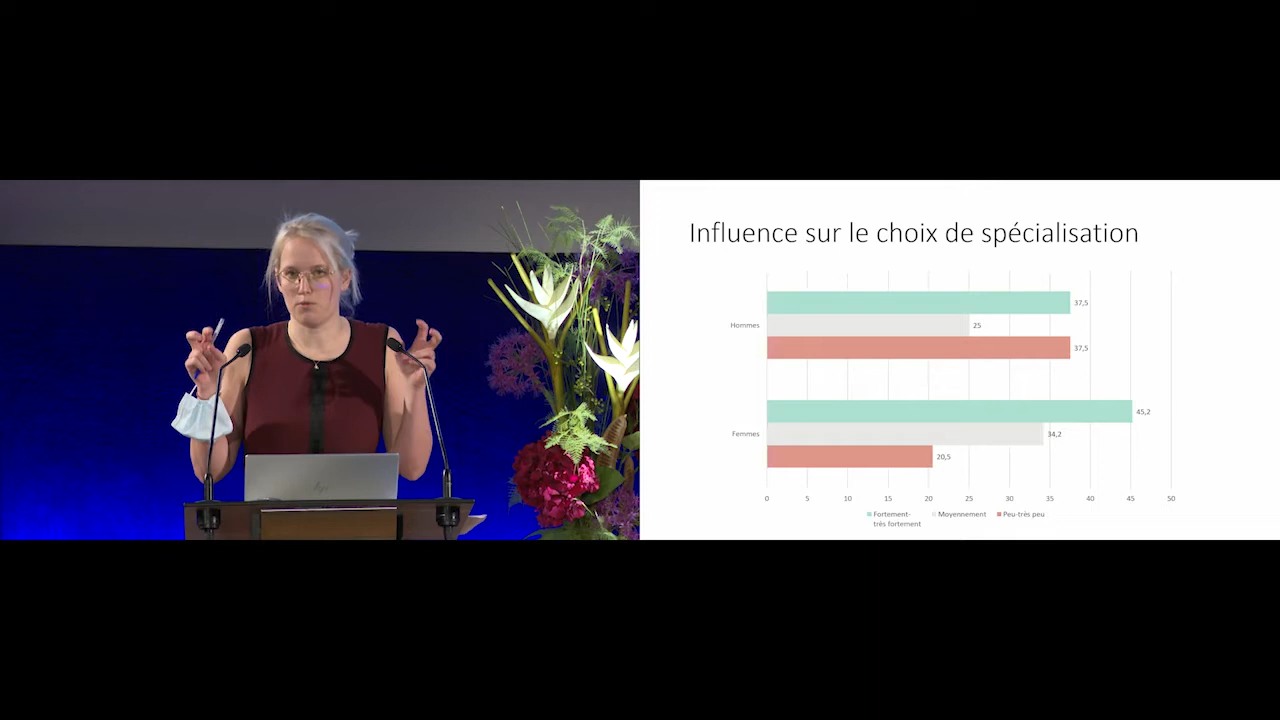 Influence sur le choix de spécialisation
Hommes
37,5
25
37,5
Femmes
45,2
34,2
20,5
0 5 10 15 20 25 30 35 40 45 50
Fortement-
très fortement
Moyennement
Peu-très peu
hp